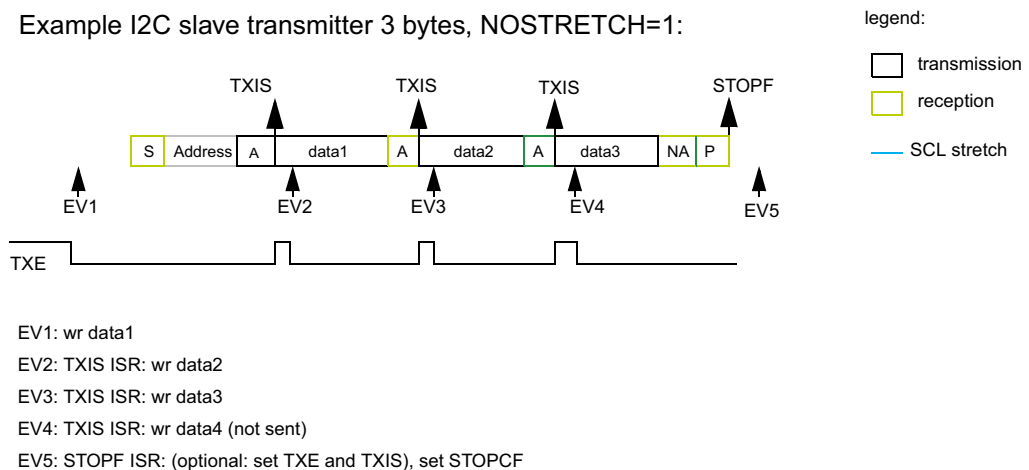 Example I2C slave transmitter 3 bytes, NOSTRETCH=1:
legend:
transmission
reception
SCL stretch
TXIS TXIS TXIS STOPF
S Address A data1 A data2 A data3 NA P
EV1 EV2 EV3 EV4 EV5
TXE
EV1: wr data1
EV2: TXIS ISR: wr data2
EV3: TXIS ISR: wr data3
EV4: TXIS ISR: wr data4 (not sent)
EV5: STOPF ISR: (optional: set TXE and TXIS), set STOPCF